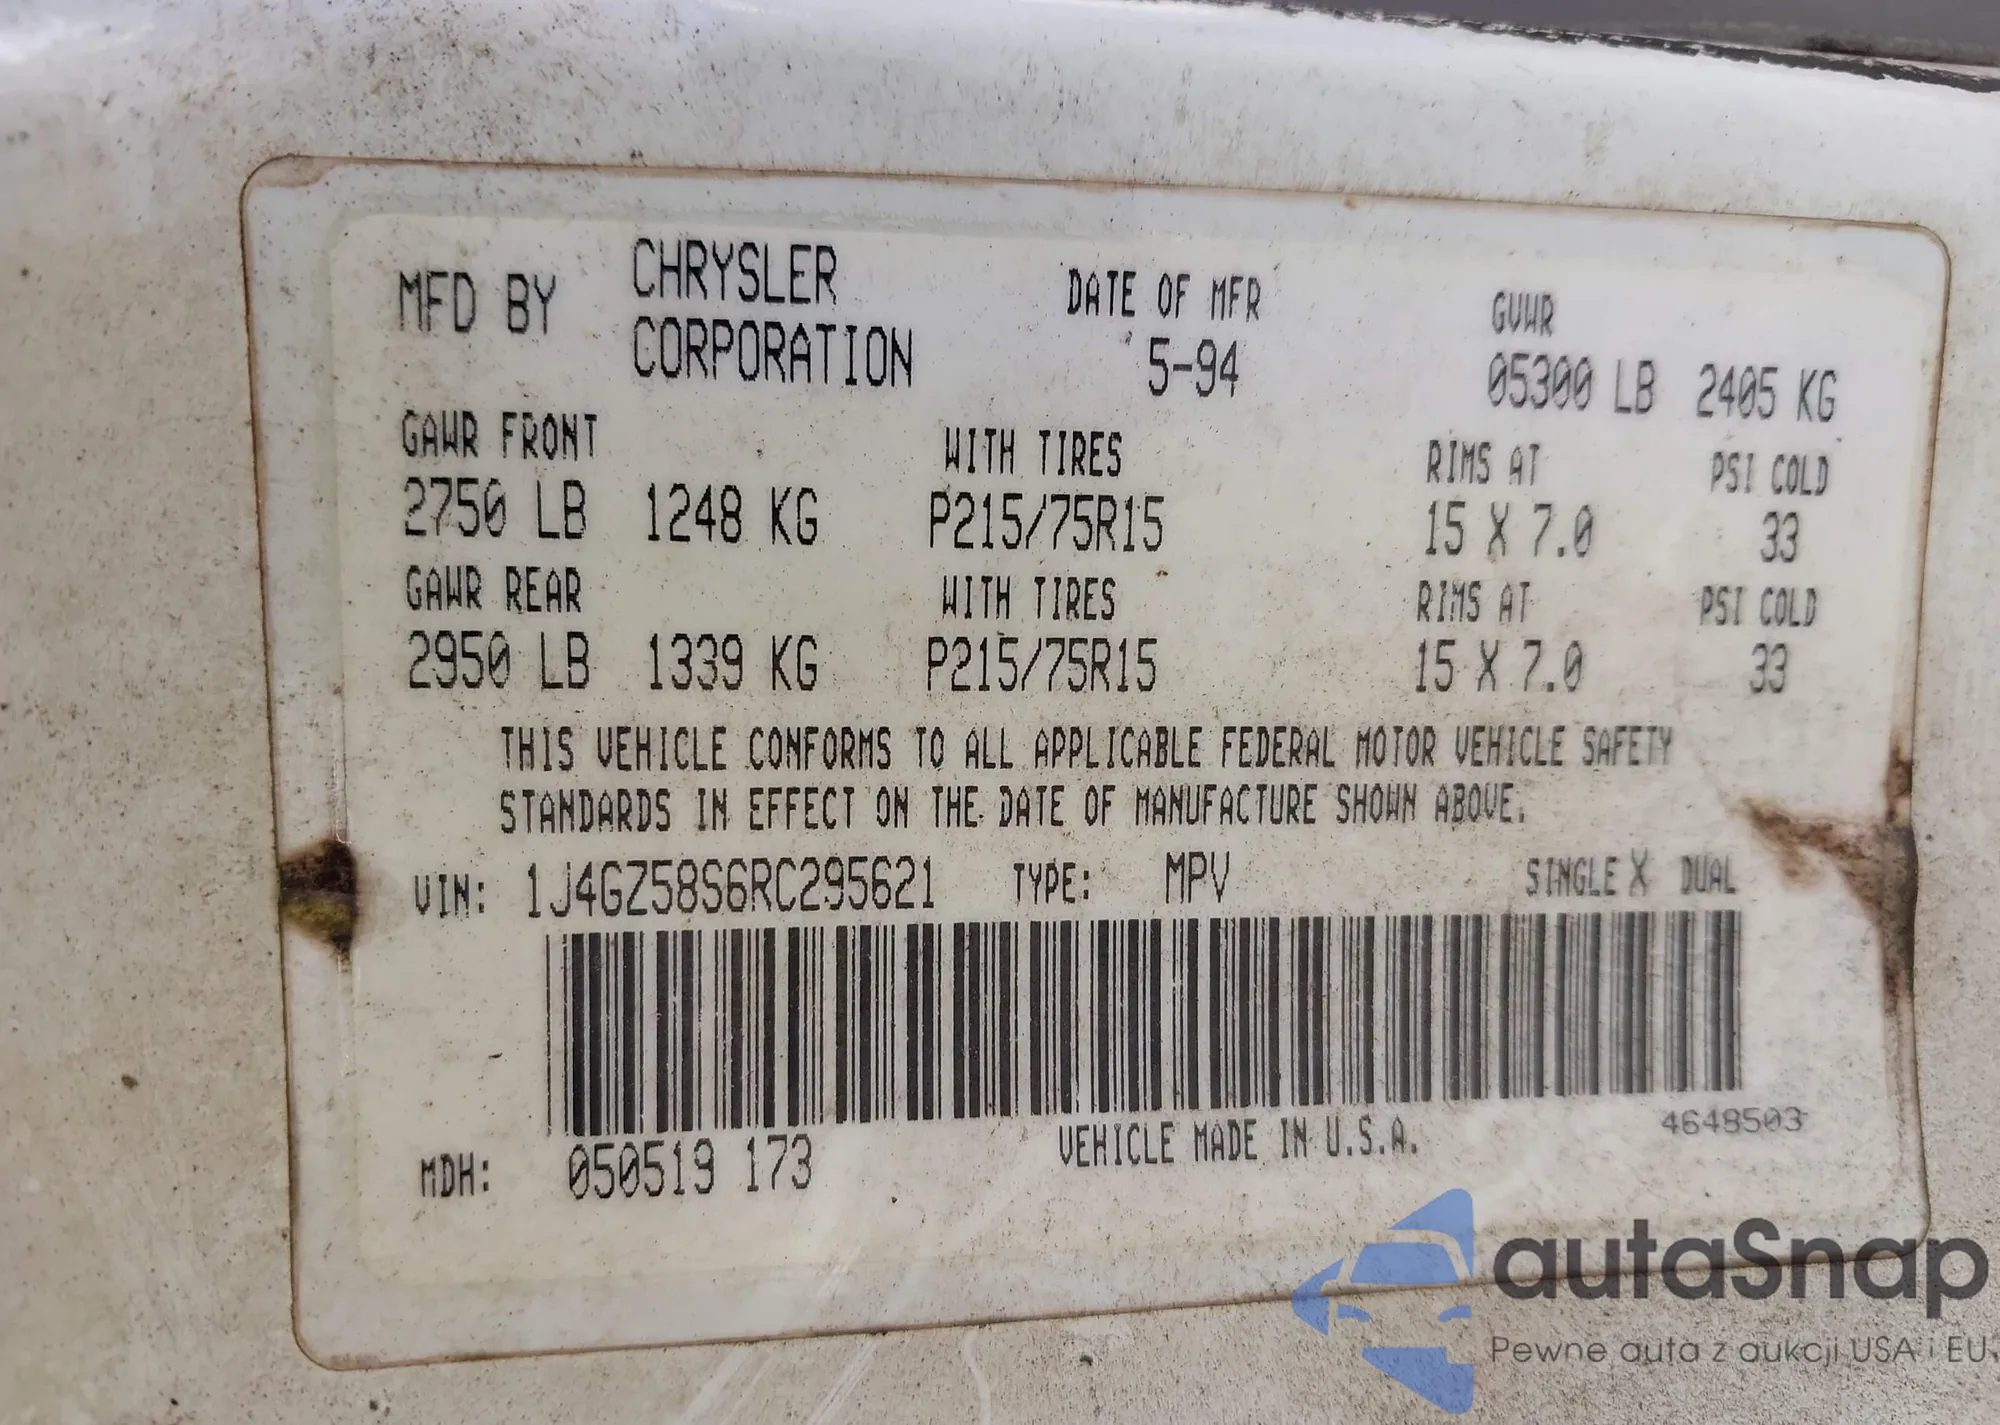 MFD BY CHRYSLER CORPORATION DATE OF MFR 5-94 GVWR
05300 LB 2405 KG
GAWR FRONT WITH TIRES RIMS AT PSI COLD
2750 LB 1248 KG P215/75R15 15 X 7.0 33
GAWR REAR WITH TIRES RIMS AT PSI COLD
2950 LB 1339 KG P215/75R15 15 X 7.0 33
THIS VEHICLE CONFORMS TO ALL APPLICABLE FEDERAL MOTOR VEHICLE SAFETY
STANDARDS IN EFFECT ON THE DATE OF MANUFACTURE SHOWN ABOVE.
VIN: 1J4GZ58S6RC295621 TYPE: MPV SINGLE X DUAL
4648503
MDH: 050519 173 VEHICLE MADE IN U.S.A.
autaSnap
Pewne auta z aukcji USA i EU